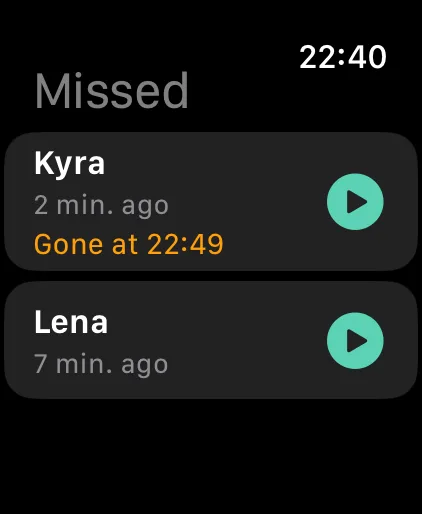 22:40
Missed
Kyra
2 min. ago
Gone at 22:49
Lena
7 min. ago